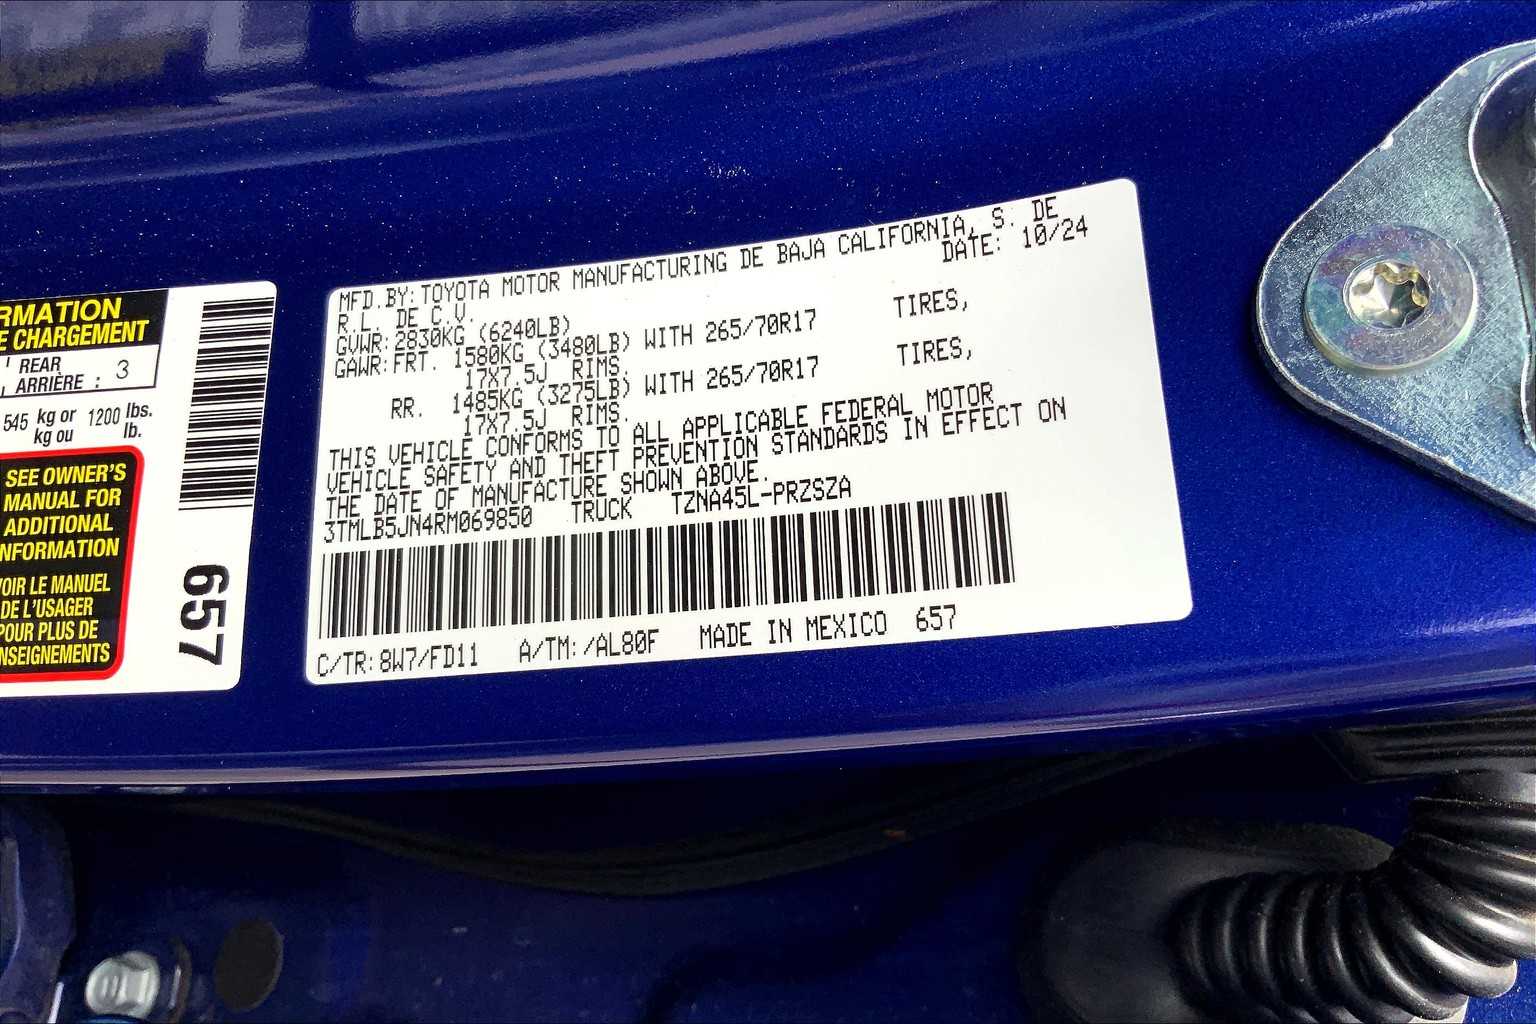 RMATION
E CHARGEMENT
REAR
ARRIÈRE : 3
545 kg or 1200 lbs.
kg ou lb.
SEE OWNER'S
MANUAL FOR
ADDITIONAL
NFORMATION
VOIR LE MANUEL
DE L'USAGER
POUR PLUS DE
NSEIGNEMENTS
657
MFD.BY:TOYOTA MOTOR MANUFACTURING DE BAJA CALIFORNIA, S. DE
R.L. DE C.V. DATE: 10/24
GVWR:2830KG (6240LB)
GAWR:FRT. 1580KG (3480LB) WITH 265/70R17 TIRES,
17X7.5J RIMS.
RR. 1485KG (3275LB) WITH 265/70R17 TIRES,
17X7.5J RIMS.
THIS VEHICLE CONFORMS TO ALL APPLICABLE FEDERAL MOTOR
VEHICLE SAFETY AND THEFT PREVENTION STANDARDS IN EFFECT ON
THE DATE OF MANUFACTURE SHOWN ABOVE.
3TMLB5JN4RM069850 TRUCK TZNA45L-PRZSZA
C/TR:8W7/FD11 A/TM:/AL80F MADE IN MEXICO 657